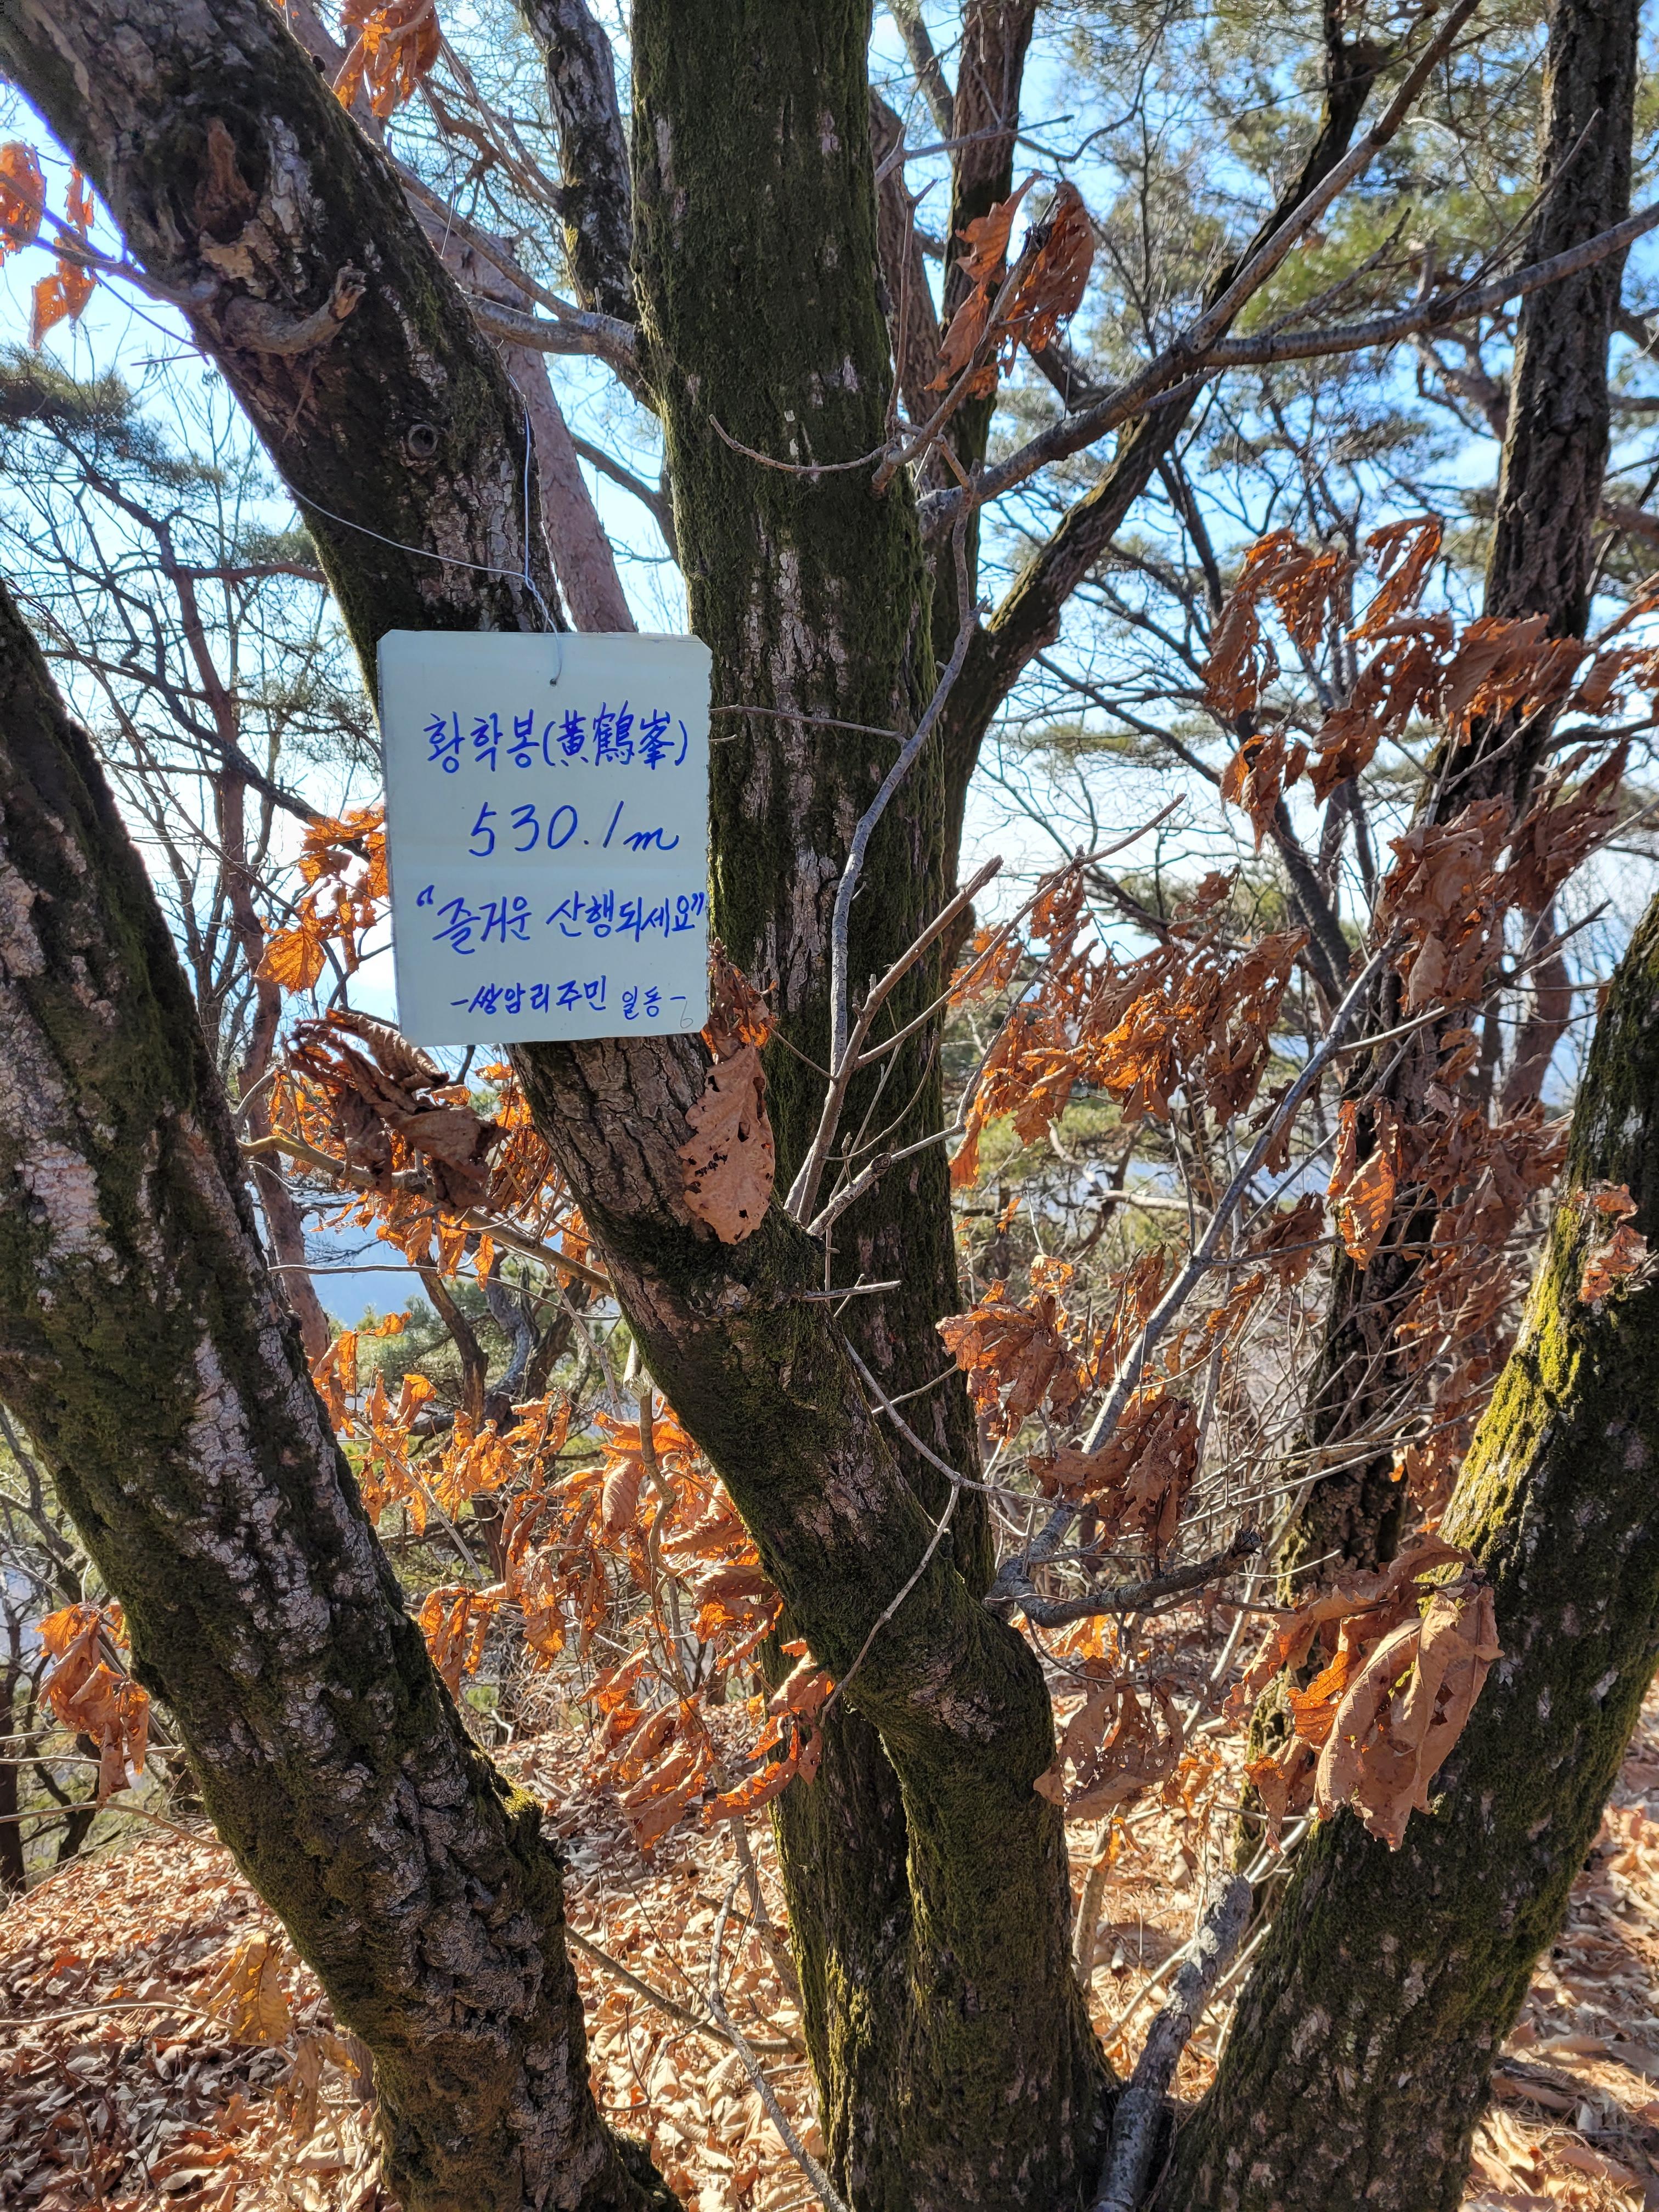 황학봉(黃鶴峯)
530.1m
"즐거운 산행되세요"
-쌍암리주민 일동-